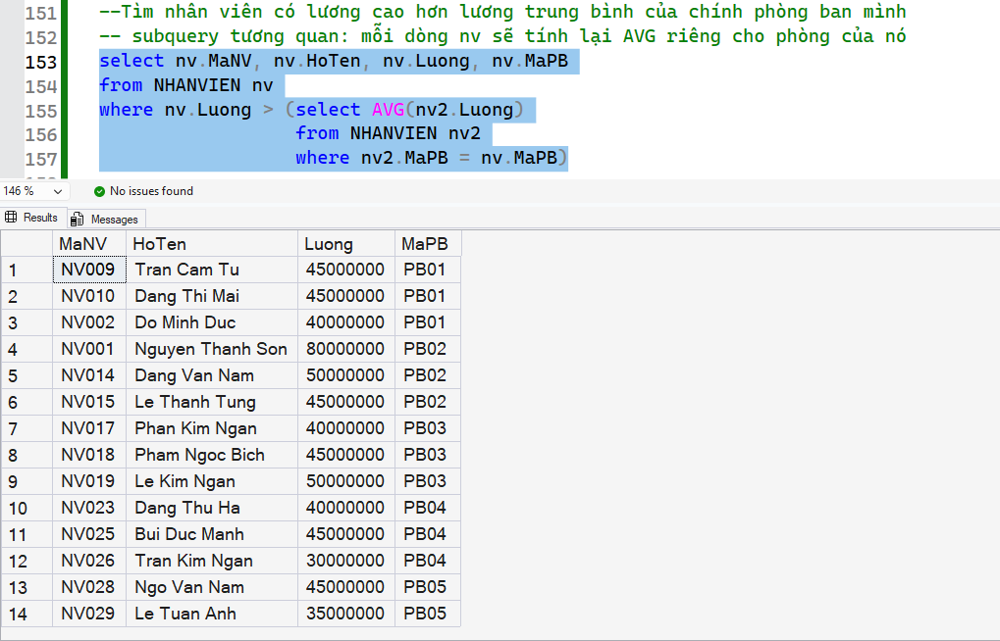 151 --Tìm nhân viên có lương cao hơn lương trung bình của chính phòng ban mình
152 -- subquery tương quan: mỗi dòng nv sẽ tính lại AVG riêng cho phòng của nó
153 select nv.MaNV, nv.HoTen, nv.Luong, nv.MaPB
154 from NHANVIEN nv
155 where nv.Luong > (select AVG(nv2.Luong)
156 from NHANVIEN nv2
157 where nv2.MaPB = nv.MaPB)
146 % No issues found
Results Messages
MaNV HoTen Luong MaPB
1 NV009 Tran Cam Tu 45000000 PB01
2 NV010 Dang Thi Mai 45000000 PB01
3 NV002 Do Minh Duc 40000000 PB01
4 NV001 Nguyen Thanh Son 80000000 PB02
5 NV014 Dang Van Nam 50000000 PB02
6 NV015 Le Thanh Tung 45000000 PB02
7 NV017 Phan Kim Ngan 40000000 PB03
8 NV018 Pham Ngoc Bich 45000000 PB03
9 NV019 Le Kim Ngan 50000000 PB03
10 NV023 Dang Thu Ha 40000000 PB04
11 NV025 Bui Duc Manh 45000000 PB04
12 NV026 Tran Kim Ngan 30000000 PB04
13 NV028 Ngo Van Nam 45000000 PB05
14 NV029 Le Tuan Anh 35000000 PB05